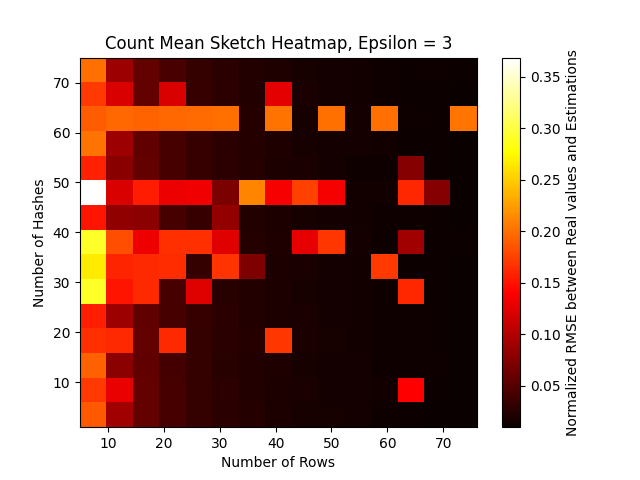 Count Mean Sketch Heatmap, Epsilon = 3
70
60
50
40
30
20
10
Number of Hashes
10 20 30 40 50 60 70
Number of Rows
0.35
0.30
0.25
0.20
0.15
0.10
0.05
Normalized RMSE between Real values and Estimations